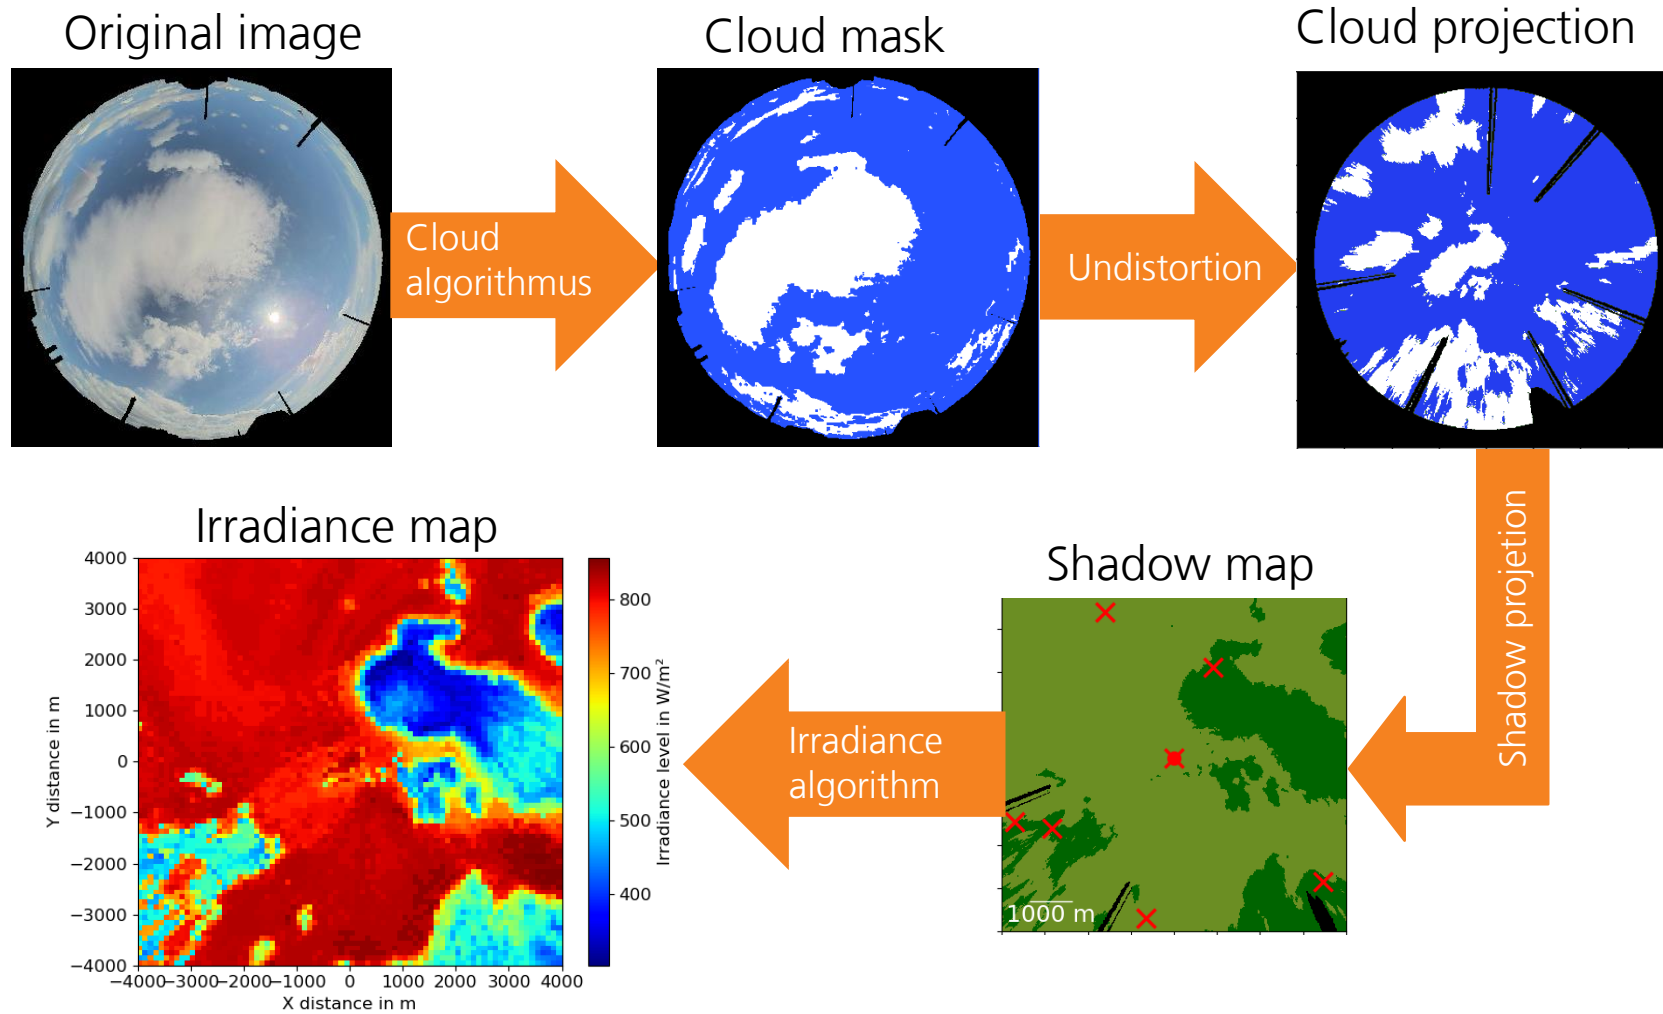 Original image
Cloud mask
Cloud projection
Cloud
algorithmus
Undistortion
Shadow projetion
Irradiance map
Shadow map
4000
3000
2000
1000
0
−1000
−2000
−3000
−4000
Y distance in m
−4000
−3000
−2000
−1000
0
1000
2000
3000
4000
X distance in m
800
700
600
500
400
Irradiance level in W/m²
Irradiance
algorithm
1000 m